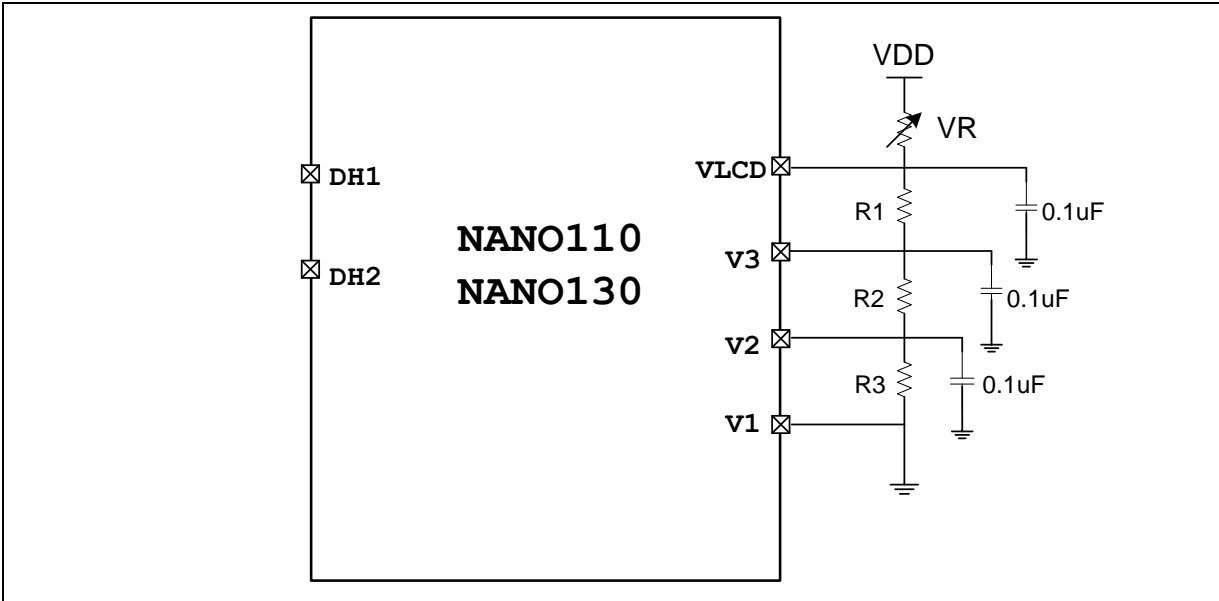 VDD
VR
DH1
VLCD
R1
0.1uF
NANO110
V3
DH2
NANO130
R2
0.1uF
V2
R3
0.1uF
V1